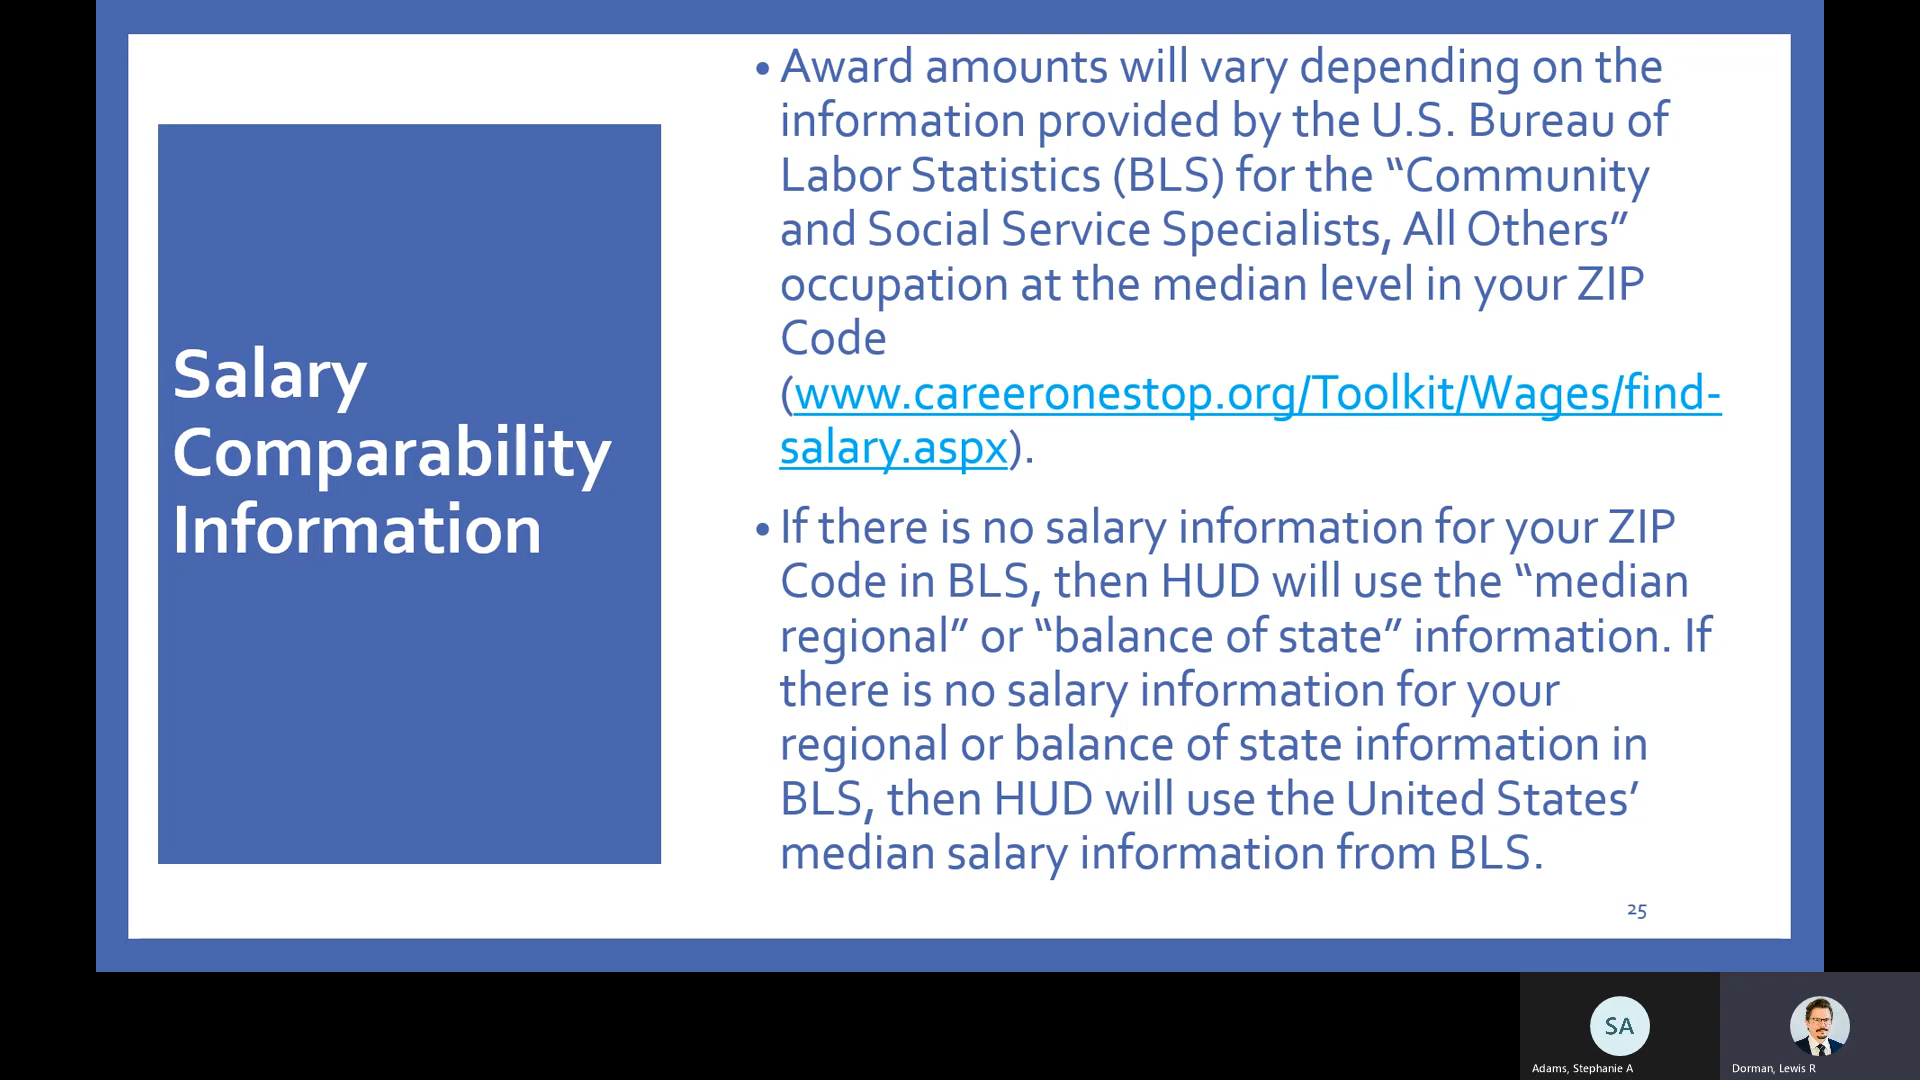 Salary
Comparability
Information
• Award amounts will vary depending on the
information provided by the U.S. Bureau of
Labor Statistics (BLS) for the “Community
and Social Service Specialists, All Others”
occupation at the median level in your ZIP
Code
(www.careeronestop.org/Toolkit/Wages/find-
salary.aspx).
• If there is no salary information for your ZIP
Code in BLS, then HUD will use the “median
regional” or “balance of state” information. If
there is no salary information for your
regional or balance of state information in
BLS, then HUD will use the United States’
median salary information from BLS.
25
SA
Adams, Stephanie A
Dorman, Lewis R